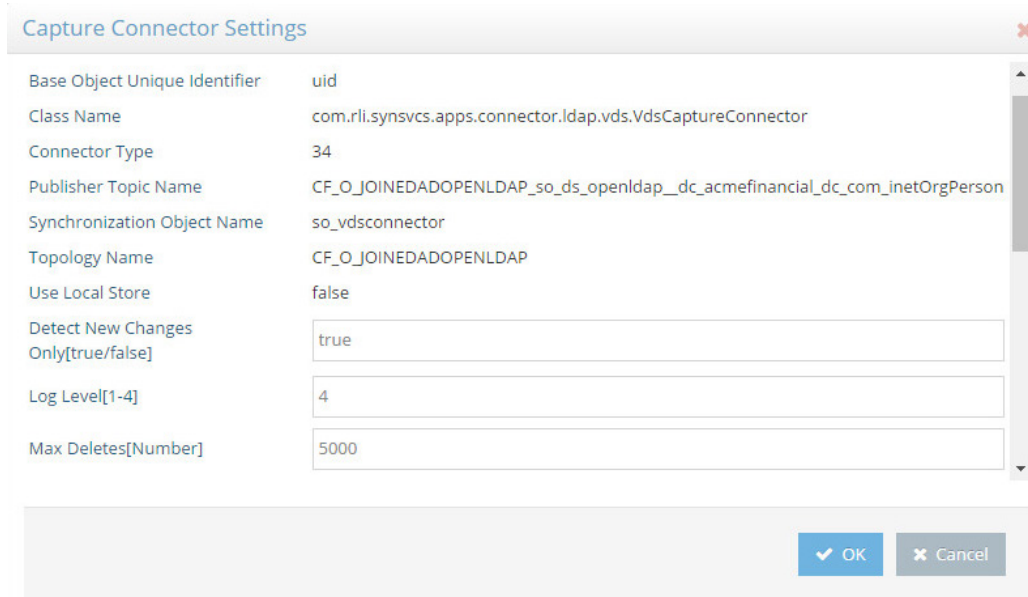 Capture Connector Settings
Base Object Unique Identifier uid
Class Name com.rli.synsvcs.apps.connector.ldap.vds.VdsCaptureConnector
Connector Type 34
Publisher Topic Name CF_O_JOINEDADOPENLDAP_so_ds_openldap__dc_acmefinancial_dc_com_inetOrgPerson
Synchronization Object Name so_vdsconnector
Topology Name CF_O_JOINEDADOPENLDAP
Use Local Store false
Detect New Changes
Only[true/false] true
Log Level[1-4] 4
Max Deletes[Number] 5000
OK Cancel